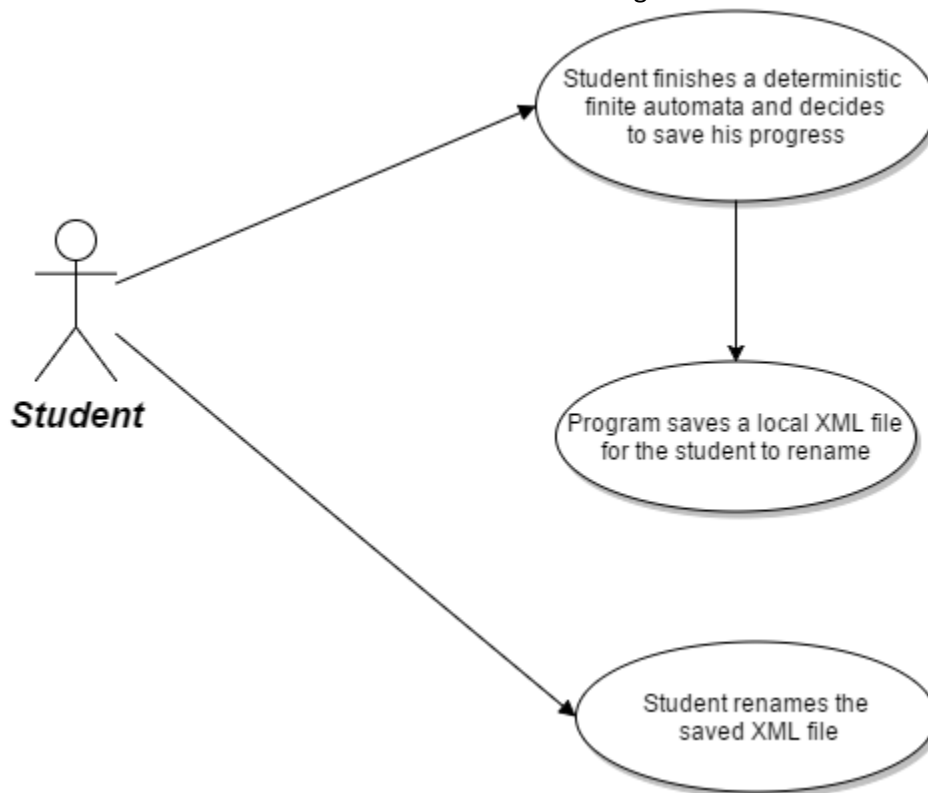 Student finishes a deterministic
finite automata and decides
to save his progress
Student
Program saves a local XML file
for the student to rename
Student renames the
saved XML file